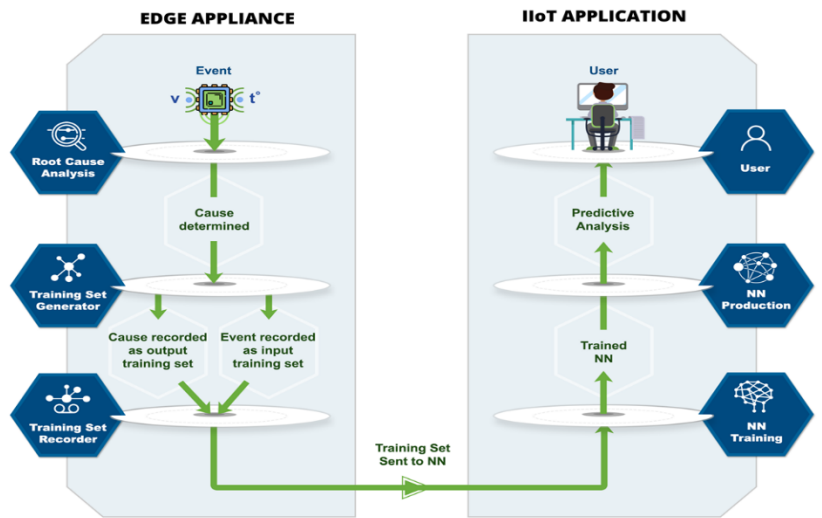 EDGE APPLIANCE
IIoT APPLICATION
Event
v
t°
Root Cause
Analysis
Cause
determined
Training Set
Generator
Cause recorded
as output
training set
Event recorded
as input
training set
Training Set
Recorder
Training Set
Sent to NN
User
User
Predictive
Analysis
NN
Production
Trained
NN
NN
Training